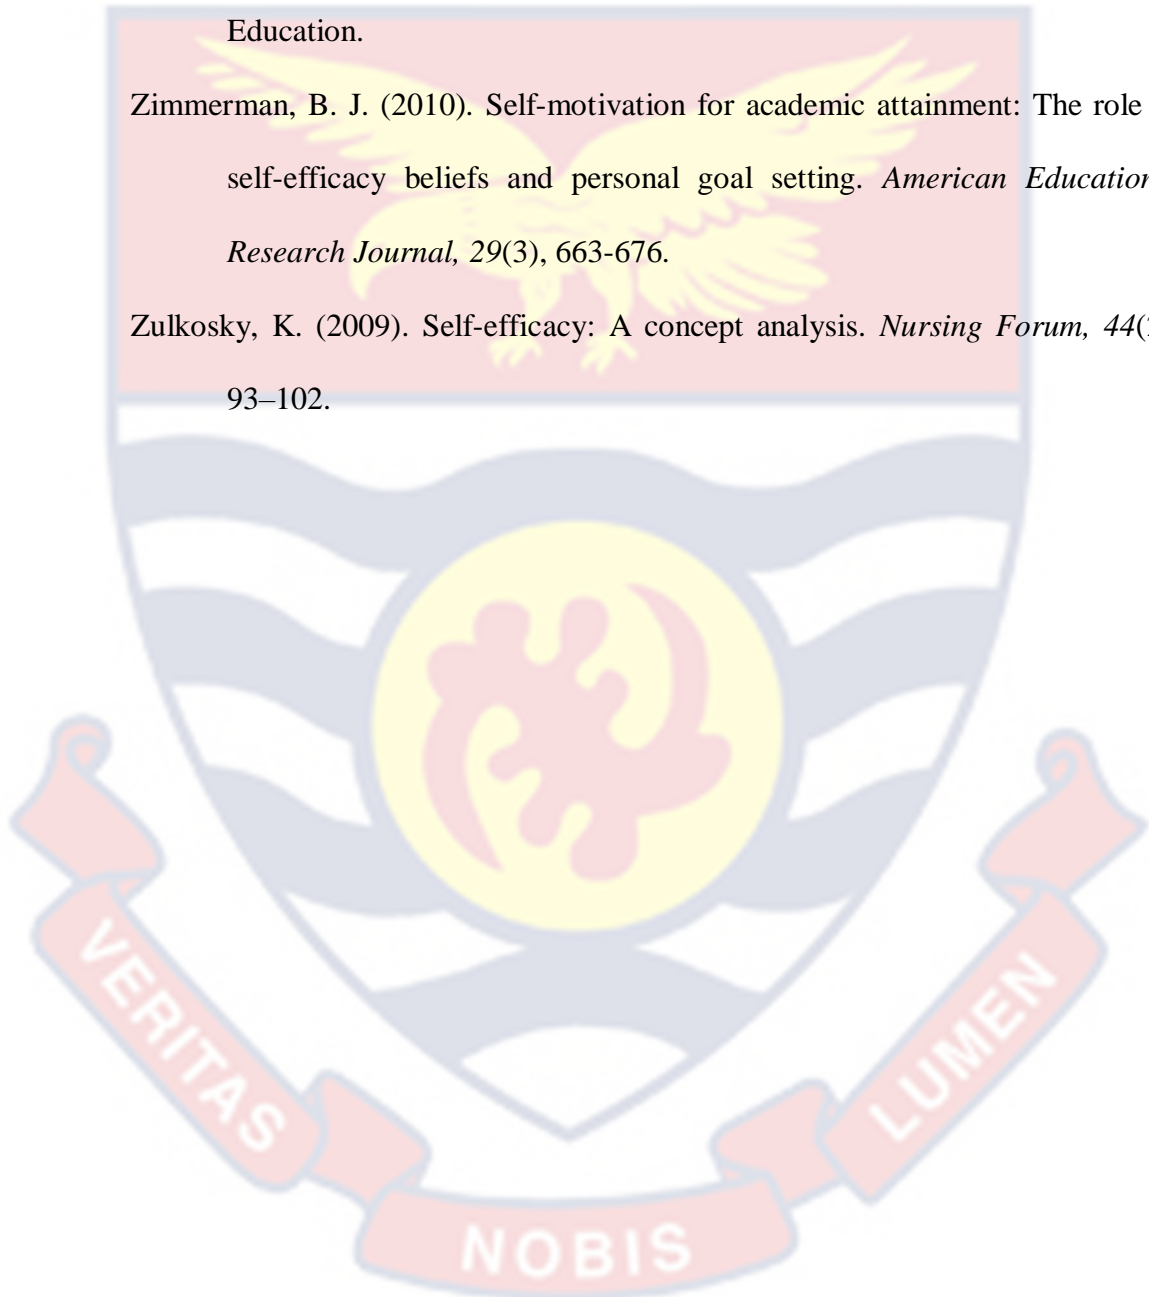 Education.
Zimmerman, B. J. (2010). Self-motivation for academic attainment: The role
self-efficacy beliefs and personal goal setting. American Education
Research Journal, 29(3), 663-676.
Zulkosky, K. (2009). Self-efficacy: A concept analysis. Nursing Forum, 44(
93–102.
VERITAS
NOBIS
LUMEN